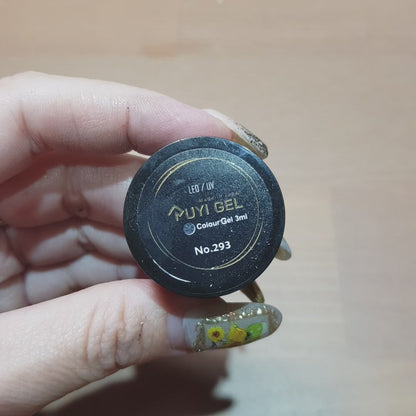 LED / UV
PUYI GEL
Colour Gel 3ml
No.293